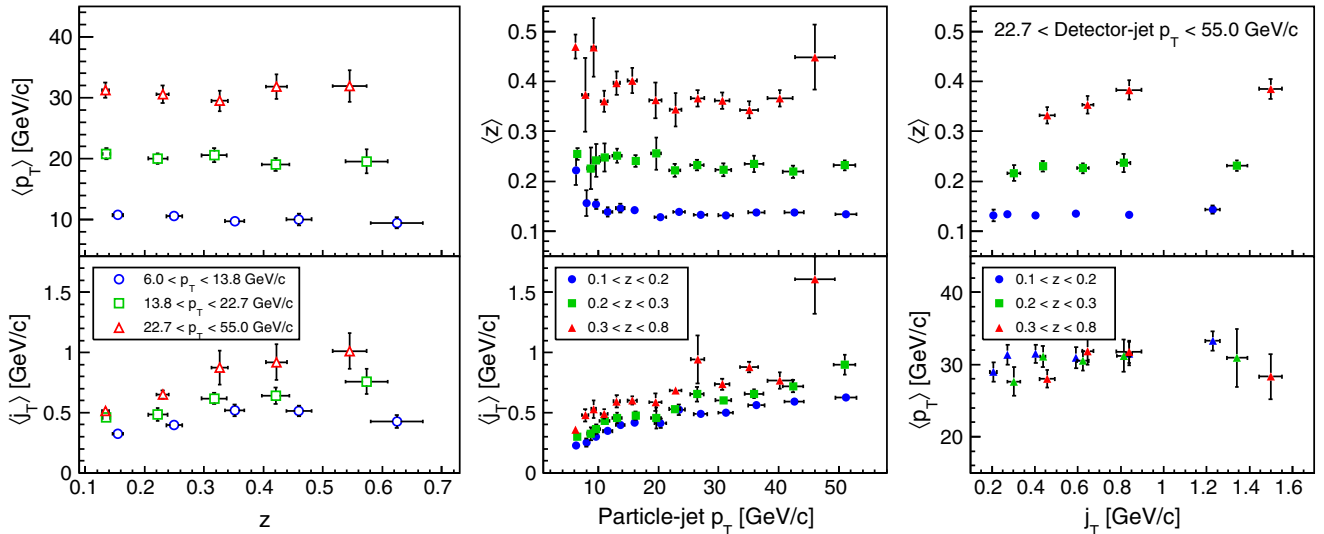 40
30
20
10
⟨p_T⟩ [GeV/c]
1.5
1
0.5
0
⟨j_T⟩ [GeV/c]
6.0 < p_T < 13.8 GeV/c
13.8 < p_T < 22.7 GeV/c
22.7 < p_T < 55.0 GeV/c
0.1 0.2 0.3 0.4 0.5 0.6 0.7
z
0.5
0.4
0.3
0.2
0.1
⟨z⟩
1.5
1
0.5
0
⟨j_T⟩ [GeV/c]
0.1 < z < 0.2
0.2 < z < 0.3
0.3 < z < 0.8
10 20 30 40 50
Particle-jet p_T [GeV/c]
22.7 < Detector-jet p_T < 55.0 GeV/c
0.5
0.4
0.3
0.2
0.1
⟨z⟩
40
30
20
⟨p_T⟩ [GeV/c]
0.1 < z < 0.2
0.2 < z < 0.3
0.3 < z < 0.8
0.2 0.4 0.6 0.8 1 1.2 1.4 1.6
j_T [GeV/c]